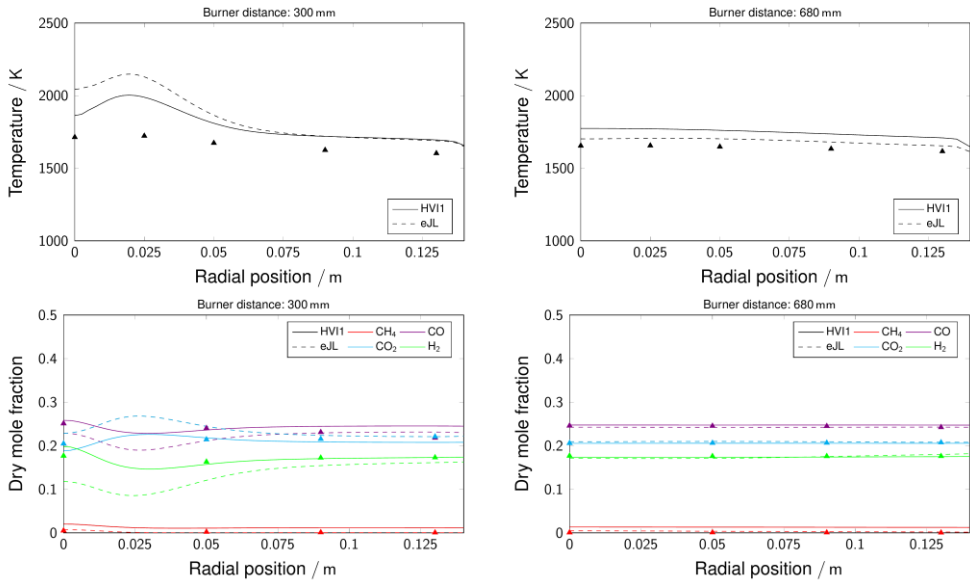 Burner distance: 300 mm
Temperature / K
2500
2000
1500
1000
HVI1
eJL
0 0.025 0.05 0.075 0.1 0.125
Radial position / m
Burner distance: 680 mm
Temperature / K
2500
2000
1500
1000
HVI1
eJL
0 0.025 0.05 0.075 0.1 0.125
Radial position / m
Burner distance: 300 mm
Dry mole fraction
0.5
0.4
0.3
0.2
0.1
0
HVI1 CH₄ CO
eJL CO₂ H₂
0 0.025 0.05 0.075 0.1 0.125
Radial position / m
Burner distance: 680 mm
Dry mole fraction
0.5
0.4
0.3
0.2
0.1
0
HVI1 CH₄ CO
eJL CO₂ H₂
0 0.025 0.05 0.075 0.1 0.125
Radial position / m